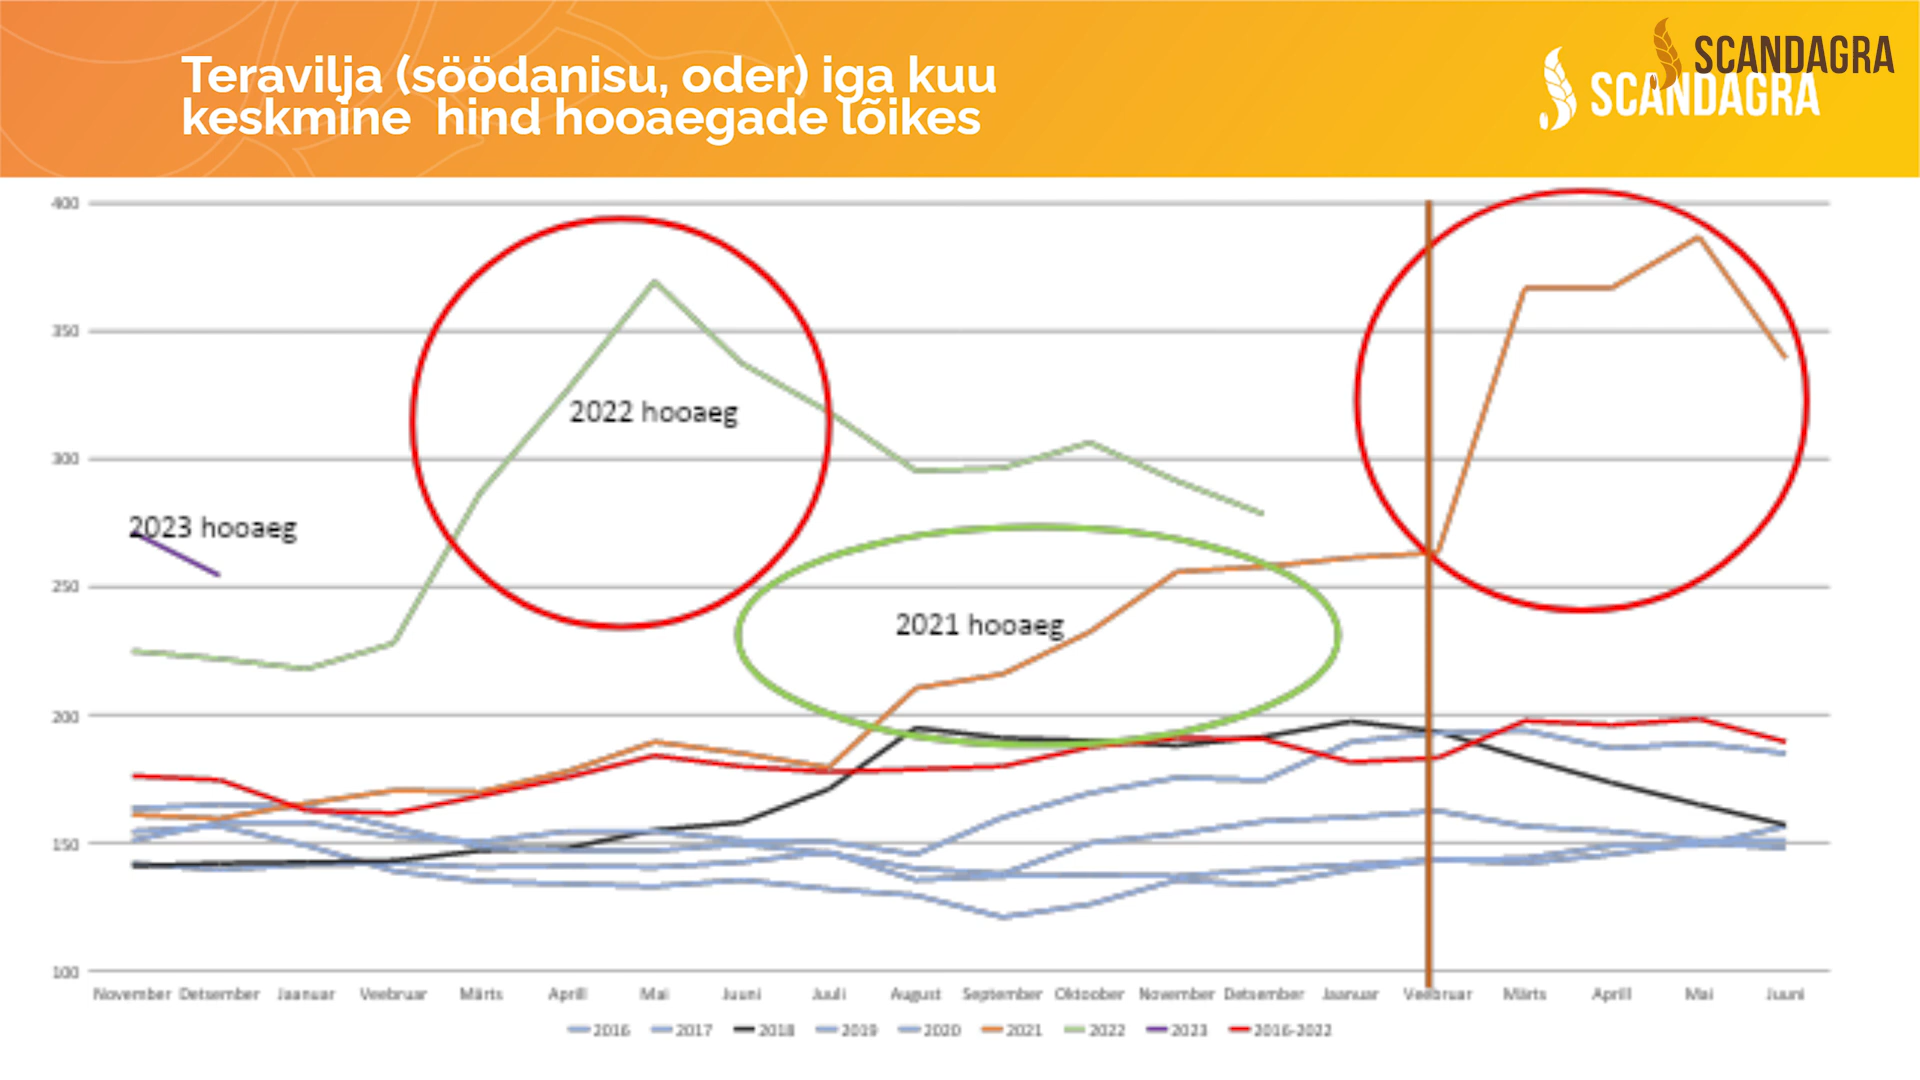 Teravilja (söödanisu, oder) iga kuu
keskmine  hind hooaegade lõikes
SCANDAGRA
SCANDAGRA
400
350
300
250
200
150
100
2022 hooaeg
2023 hooaeg
2021 hooaeg
November Detsember Jaanuar Veebruar Märts Aprill Mai Juuni Juuli August September Oktoober November Detsember Jaanuar Veebruar Märts Aprill Mai Juuni
2016 2017 2018 2019 2020 2021 2022 2023 2016-2022